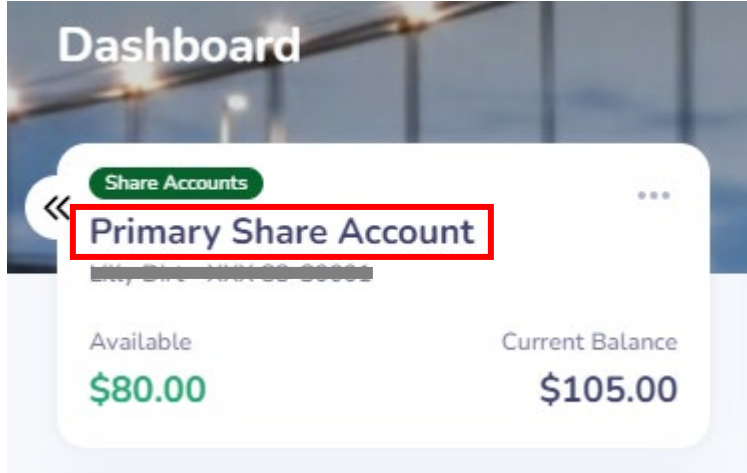 Dashboard
Share Accounts
Primary Share Account
Available Current Balance
$80.00 $105.00